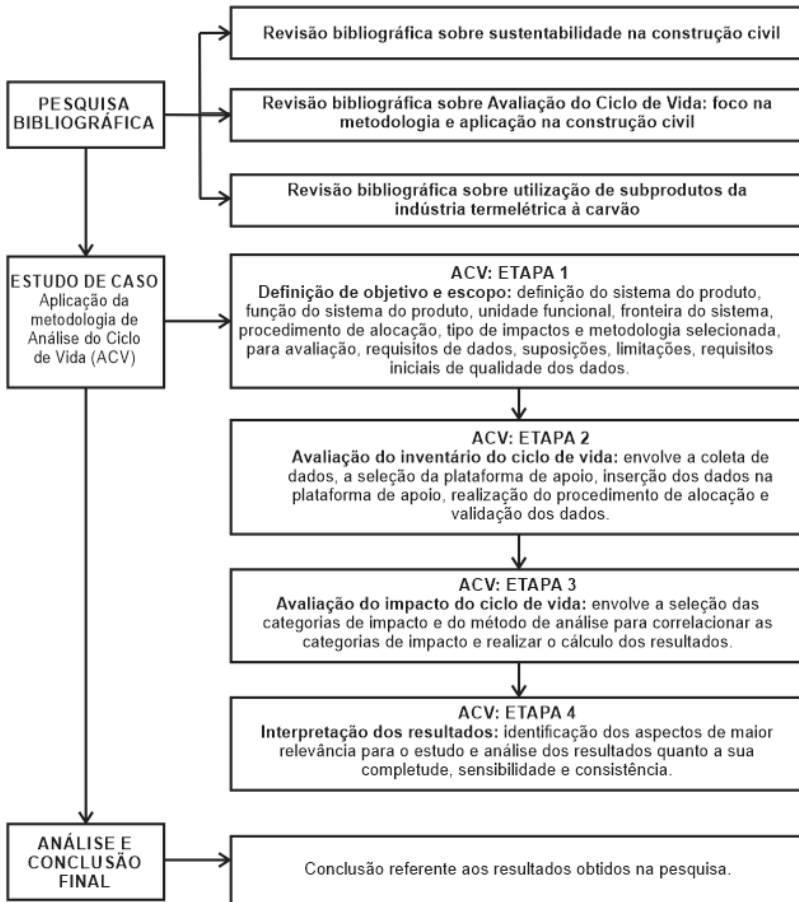 Revisão bibliográfica sobre sustentabilidade na construção civil
PESQUISA
BIBLIOGRÁFICA
Revisão bibliográfica sobre Avaliação do Ciclo de Vida: foco na
metodologia e aplicação na construção civil
Revisão bibliográfica sobre utilização de subprodutos da
indústria termelétrica à carvão
ESTUDO DE CASO
Aplicação da
metodologia de
Análise do Ciclo
de Vida (ACV)
ACV: ETAPA 1
Definição de objetivo e escopo: definição do sistema do produto,
função do sistema do produto, unidade funcional, fronteira do sistema,
procedimento de alocação, tipo de impactos e metodologia selecionada,
para avaliação, requisitos de dados, suposições, limitações, requisitos
iniciais de qualidade dos dados.
ACV: ETAPA 2
Avaliação do inventário do ciclo de vida: envolve a coleta de
dados, a seleção da plataforma de apoio, inserção dos dados na
plataforma de apoio, realização do procedimento de alocação e
validação dos dados.
ACV: ETAPA 3
Avaliação do impacto do ciclo de vida: envolve a seleção das
categorias de impacto e do método de análise para correlacionar as
categorias de impacto e realizar o cálculo dos resultados.
ACV: ETAPA 4
Interpretação dos resultados: identificação dos aspectos de maior
relevância para o estudo e análise dos resultados quanto a sua
completude, sensibilidade e consistência.
ANÁLISE E
CONCLUSÃO
FINAL
Conclusão referente aos resultados obtidos na pesquisa.